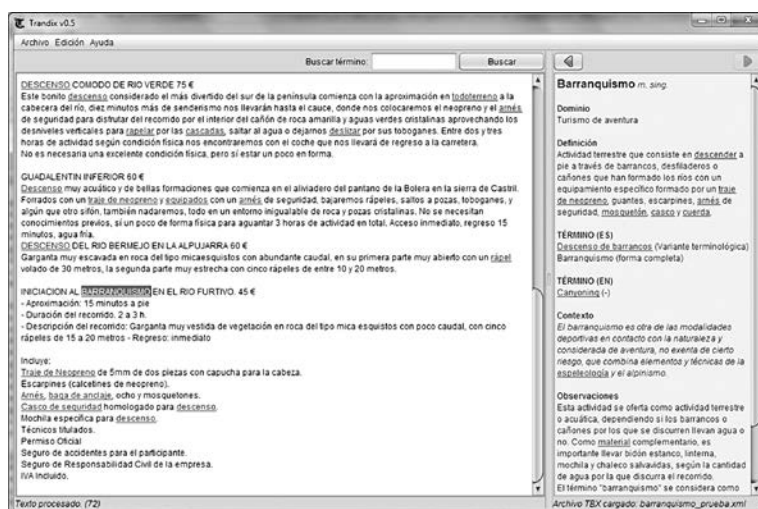 Trandix v0.5
Archivo Edición Ayuda
Buscar término:
Buscar
DESCENSO COMODO DE RIO VERDE 75 €
Este bonito descenso considerado el más divertido del sur de la península comienza con la aproximación en todoterreno a la
cabecera del río, diez minutos más de senderismo nos llevarán hasta el cauce, donde nos colocaremos el neopreno y el arnés
de seguridad para disfrutar del recorrido por el interior del cañón de roca amarilla y aguas verdes cristalinas aprovechando los
desniveles verticales para rapelar por las cascadas, saltar al agua o dejarnos deslizar por sus toboganes. Entre dos y tres
horas de actividad según condición física nos encontraremos con el coche que nos llevará de regreso a la carretera.
No es necesaria una excelente condición física, pero sí estar un poco en forma.
GUADALENTIN INFERIOR 60 €
Descenso muy acuático y de bellas formaciones que comienza en el aliviadero del pantano de la Bolera en la sierra de Castril.
Forrados con un traje de neopreno y equipados con un arnés de seguridad, bajaremos rápeles, saltos a pozas, toboganes, y
algún que otro sifón, también nadaremos, todo en un entorno inigualable de roca y pozas cristalinas. No se necesitan
conocimientos previos, sí un poco de forma física para aguantar 3 horas de actividad en total, Acceso inmediato, regreso 15
minutos, agua fría.
DESCENSO DEL RIO BERMEJO EN LA ALPUJARRA 60 €
Garganta muy escavada en roca del tipo micaesquistos con abundante caudal, en su primera parte muy abierto con un rápel
volado de 30 metros, la segunda parte muy estrecha con cinco rápeles de entre 10 y 20 metros.
INICIACION AL BARRANQUISMO EN EL RIO FURTIVO. 45 €
- Aproximación: 15 minutos a pie
- Duración del recorrido. 2 a 3 h.
- Descripción del recorrido: Garganta muy vestida de vegetación en roca del tipo mica esquistos con poco caudal, con cinco
rápeles de 15 a 20 metros - Regreso: inmediato
Incluye:
Traje de Neopreno de 5mm de dos piezas con capucha para la cabeza.
Escarpines (calcetines de neopreno).
Arnés, baga de anclaje, ocho y mosquetones.
Casco de seguridad homologado para descenso.
Mochila especifica para descenso.
Técnicos titulados.
Permiso Oficial
Seguro de accidentes para el participante.
Seguro de Responsabilidad Civil de la empresa.
IVA Incluido.
Texto procesado. (72)
Barranquismo m. sing.
Dominio
Turismo de aventura
Definición
Actividad terrestre que consiste en descender a
pie a través de barrancos, desfiladeros o
cañones que han formado los ríos con un
equipamiento específico formado por un traje
de neopreno, guantes, escarpines, arnés de
seguridad, mosquetón, casco y cuerda.
TÉRMINO (ES)
Descenso de barrancos (Variante terminológica)
Barranquismo (forma completa)
TÉRMINO (EN)
Canyoning (-)
Contexto
El barranquismo es otra de las modalidades
deportivas en contacto con la naturaleza y
considerada de aventura, no exenta de cierto
riesgo, que combina elementos y técnicas de la
espeleología y el alpinismo.
Observaciones
Esta actividad se oferta como actividad terrestre
o acuática, dependiendo si los barrancos o
cañones por los que se discurren llevan agua o
no. Como material complementario, es
importante llevar bidón estanco, linterna,
mochila y chaleco salvavidas, según la cantidad
de agua por la que discurra el recorrido.
El término "barranquismo" se considera como
Archivo TBX cargado: barranquismo_prueba.xml